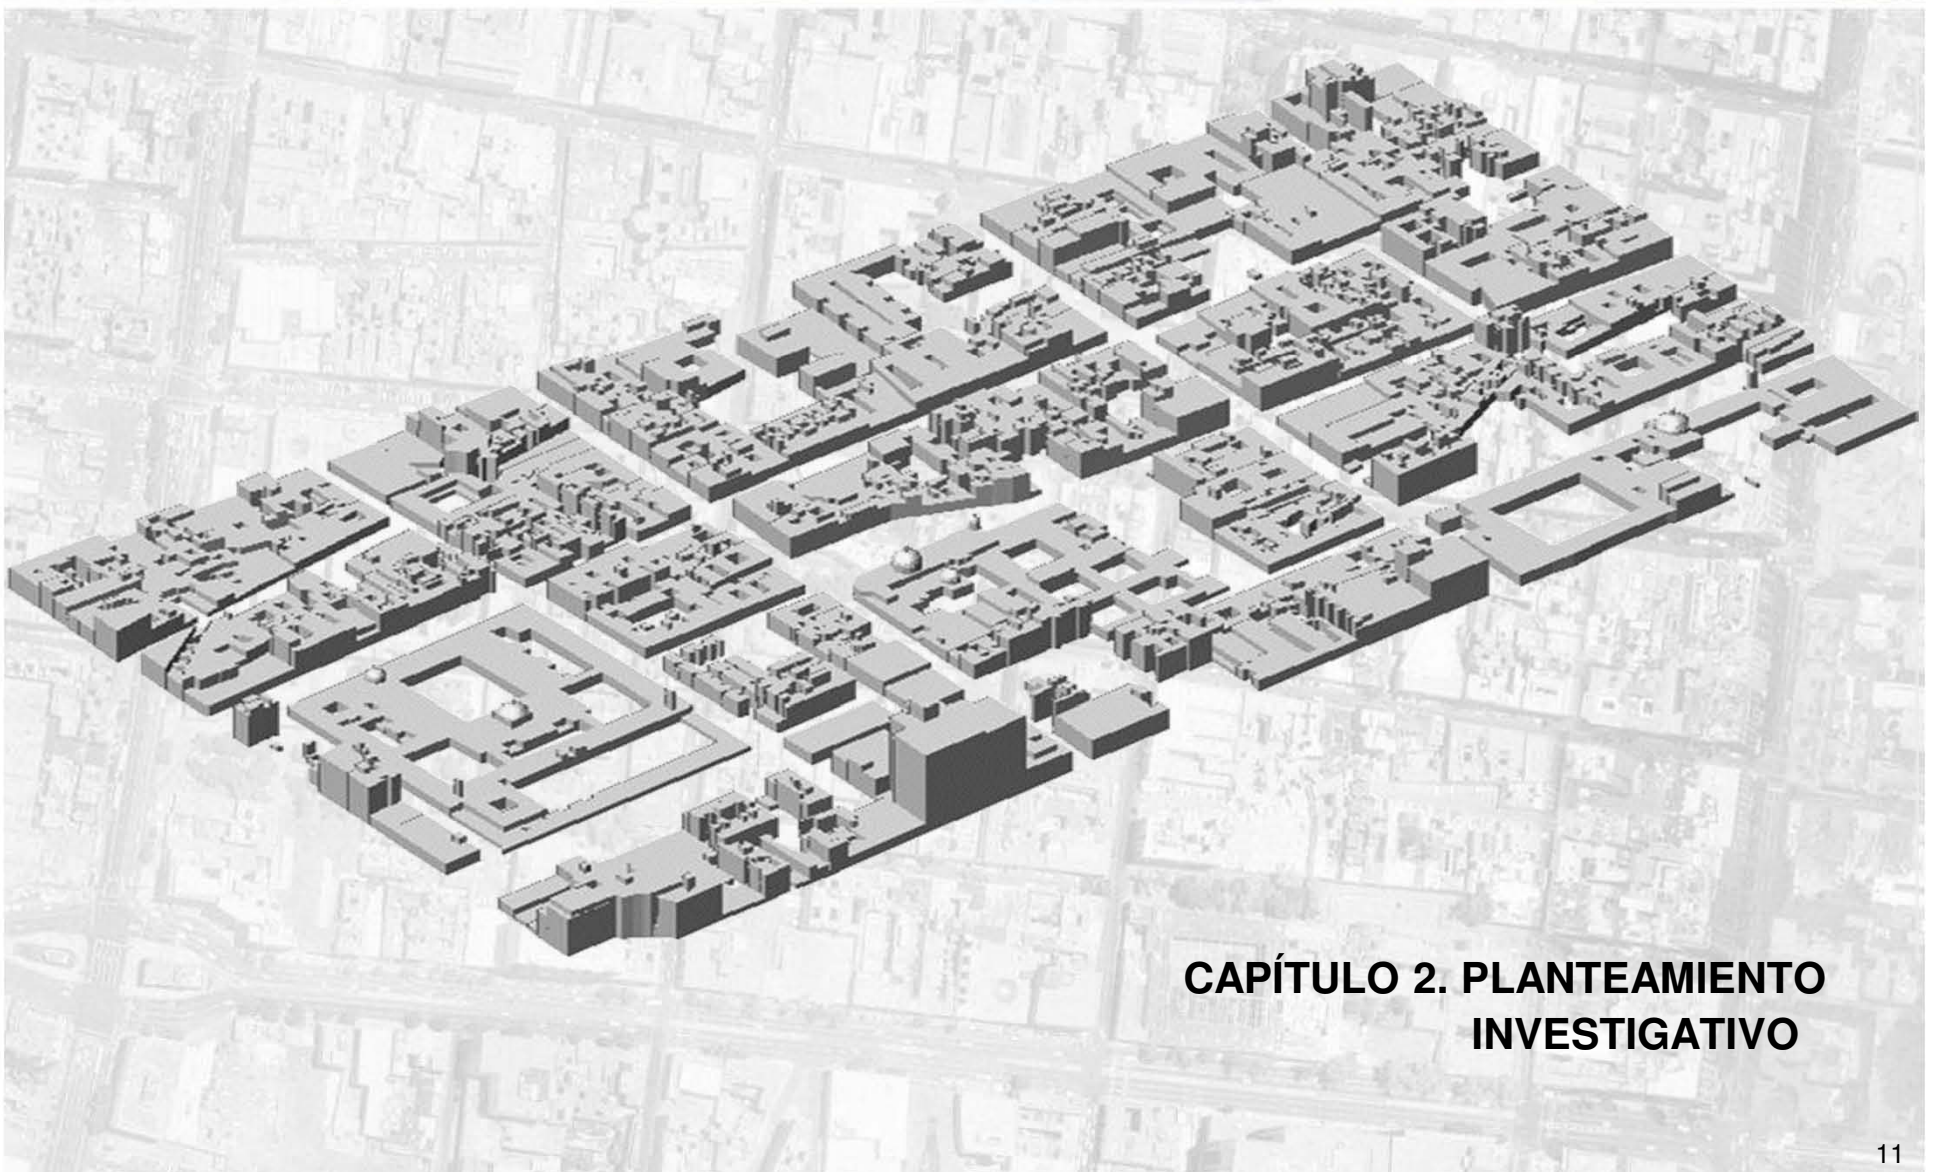 CAPÍTULO 2. PLANTEAMIENTO
INVESTIGATIVO
11